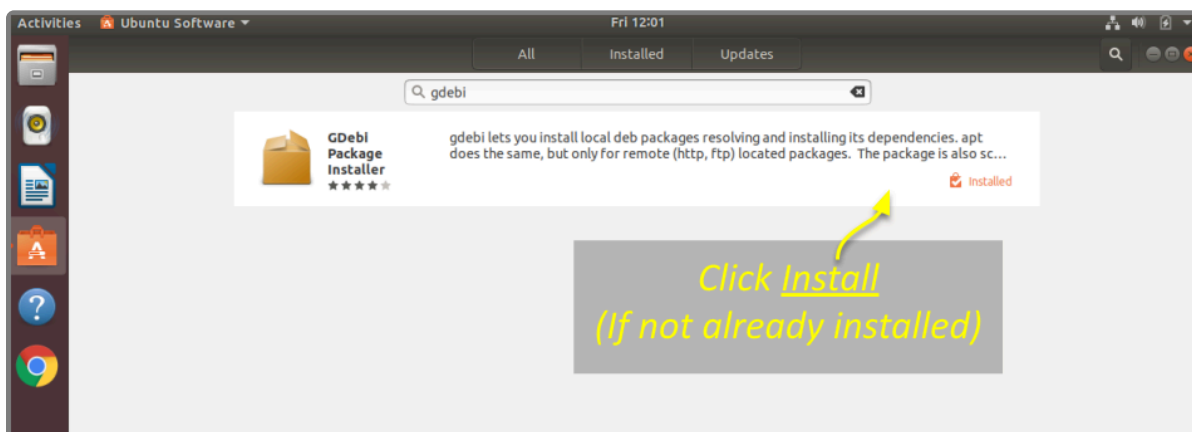 Activities Ubuntu Software Fri 12:01
All Installed Updates
gdebi
GDebi
Package
Installer
gdebi lets you install local deb packages resolving and installing its dependencies. apt
does the same, but only for remote (http, ftp) located packages. The package is also sc...
Installed
Click Install
(If not already installed)